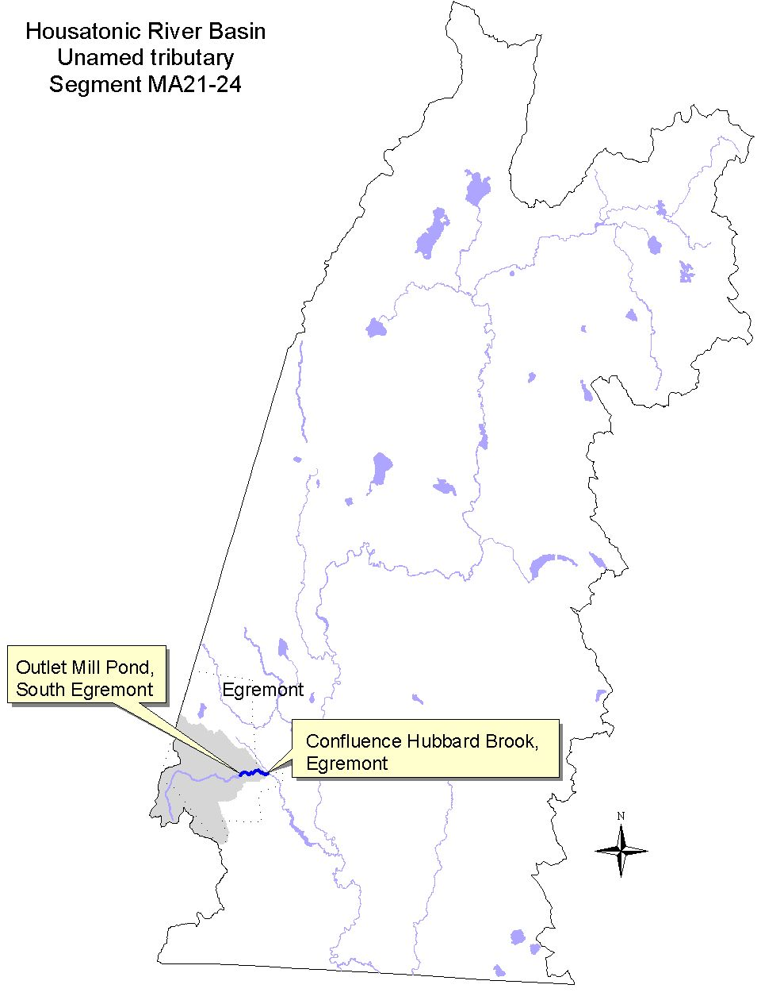 Housatonic River Basin
Unamed tributary
Segment MA21-24
Outlet Mill Pond,
South Egremont
Egremont
Confluence Hubbard Brook,
Egremont
N